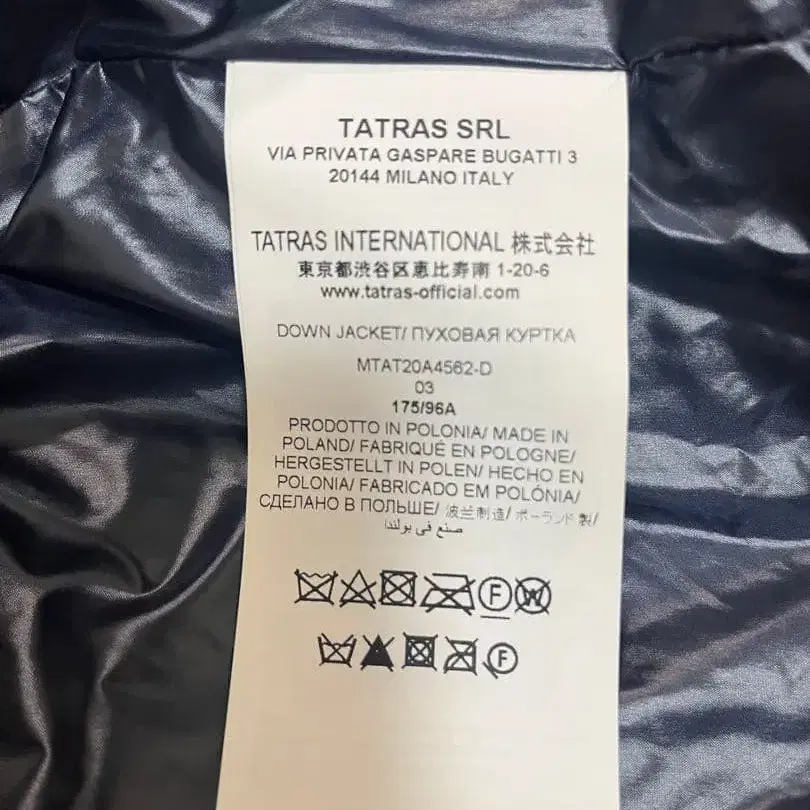 TATRAS SRL
VIA PRIVATA GASPARE BUGATTI 3
20144 MILANO ITALY
TATRAS INTERNATIONAL 株式会社
東京都渋谷区恵比寿南 1-20-6
www.tatras-official.com
DOWN JACKET/ ПУХОВАЯ КУРТКА
MTAT20A4562-D
03
175/96A
PRODOTTO IN POLONIA/ MADE IN
POLAND/ FABRIQUÉ EN POLOGNE/
HERGESTELLT IN POLEN/ HECHO EN
POLONIA/ FABRICADO EM POLÓNIA/
СДЕЛАНО В ПОЛЬШЕ/ 波兰制造/ ポーランド製/
صنع في بولندا
F W
F